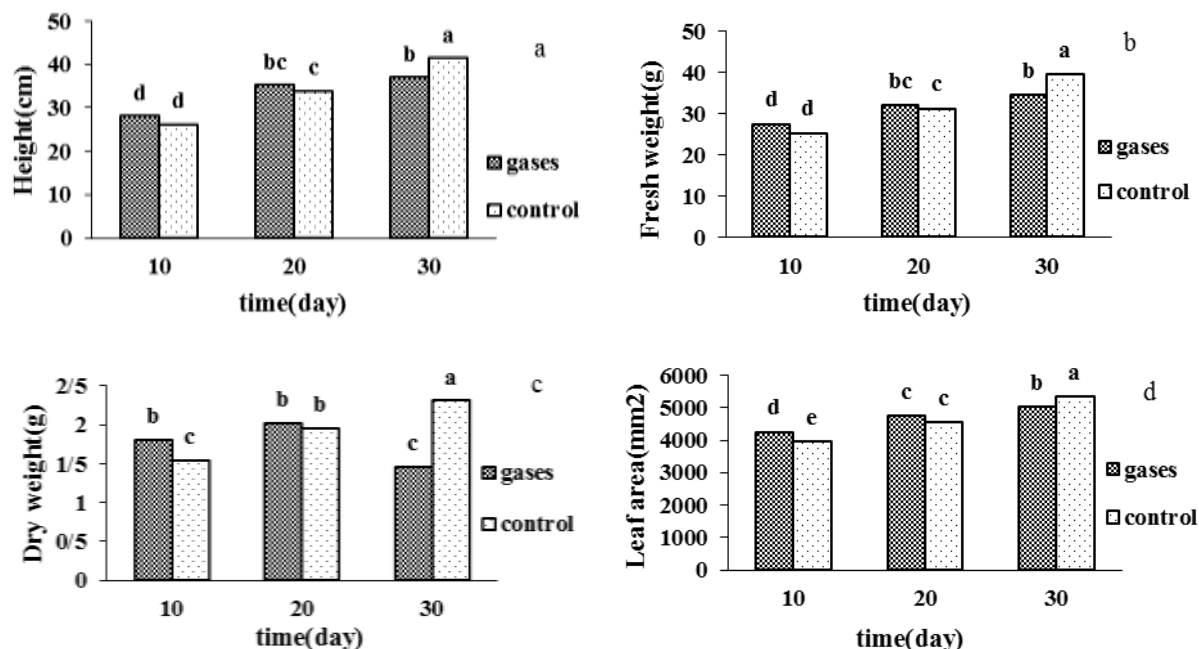 50
40
30
20
10
0
Height(cm)
d
d
bc
c
b
a
a
gases
control
10
20
30
time(day)
50
40
30
20
10
0
Fresh weight(g)
d
d
bc
c
b
a
b
gases
control
10
20
30
time(day)
2/5
2
1/5
1
0/5
0
Dry weight(g)
b
c
b
b
c
a
c
gases
control
10
20
30
time(day)
6000
5000
4000
3000
2000
1000
0
Leaf area(mm2)
d
e
c
c
b
a
d
gases
control
10
20
30
time(day)